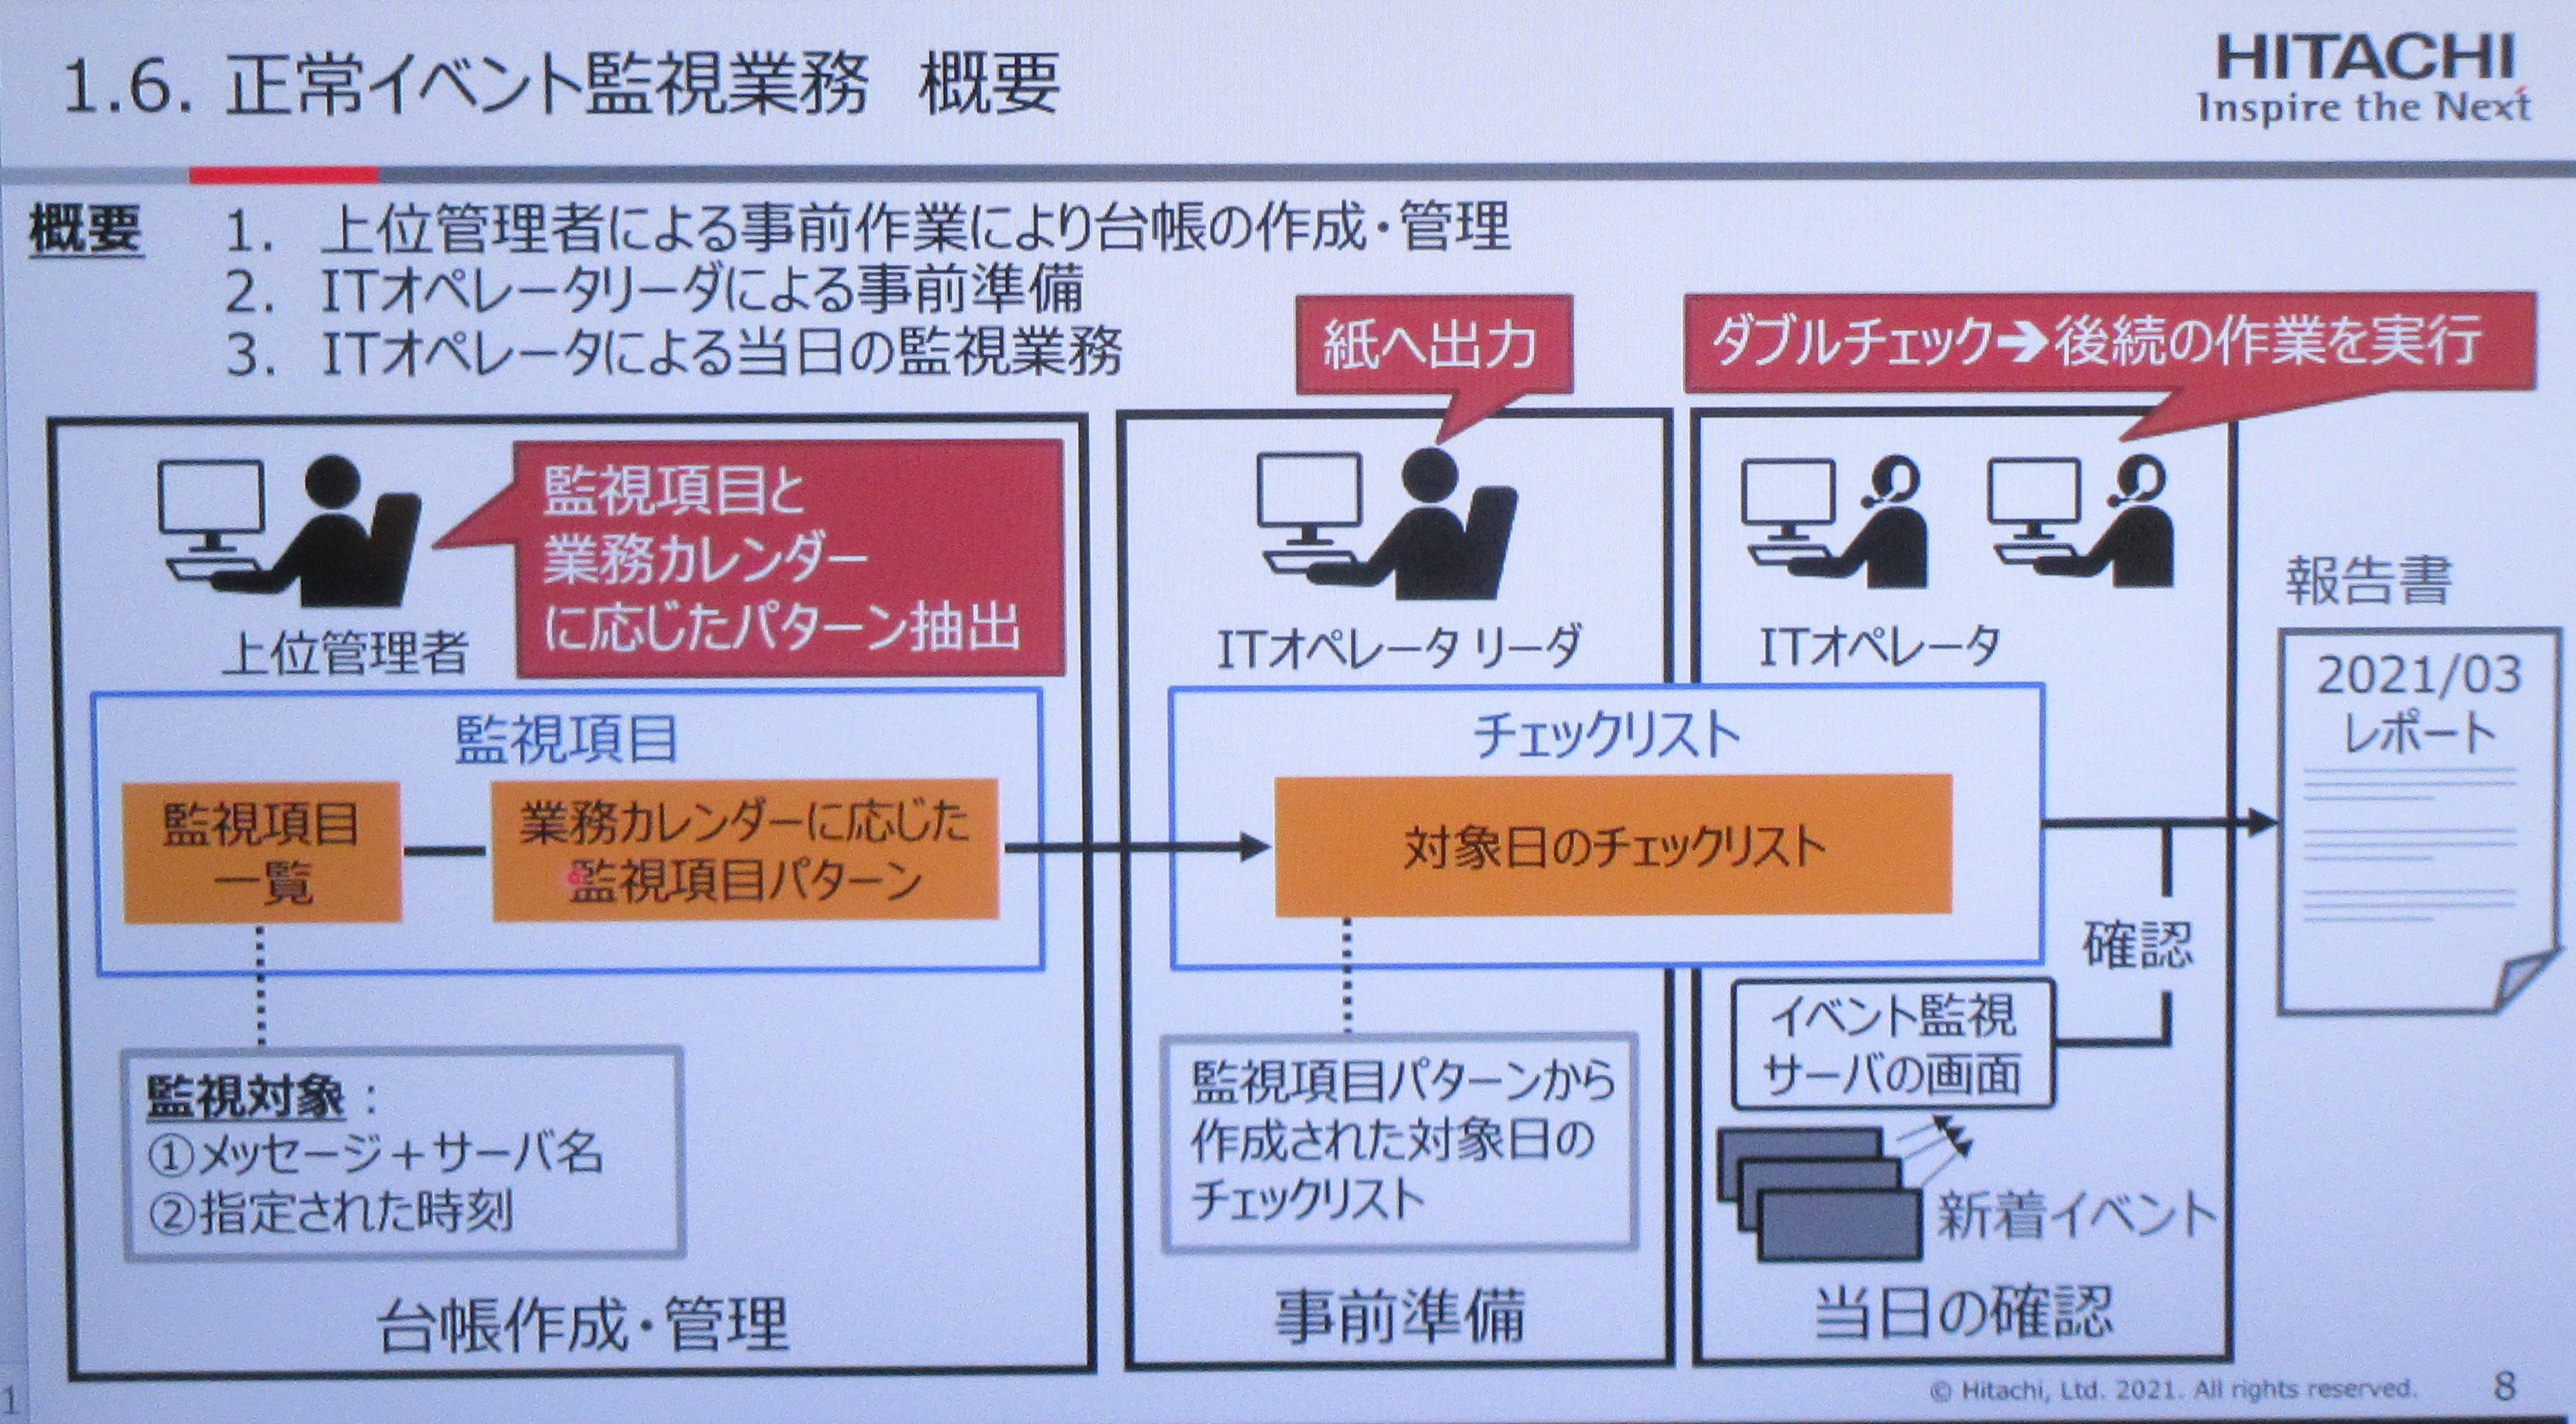 1.6. 正常イベント監視業務 概要
HITACHI
Inspire the Next
概要
1. 上位管理者による事前作業により台帳の作成・管理
2. ITオペレータリーダによる事前準備
3. ITオペレータによる当日の監視業務
紙へ出力
ダブルチェック➔後続の作業を実行
監視項目と
業務カレンダー
に応じたパターン抽出
上位管理者
ITオペレータ リーダ
ITオペレータ
報告書
2021/03
レポート
監視項目
監視項目
一覧
業務カレンダーに応じた
監視項目パターン
チェックリスト
対象日のチェックリスト
確認
監視対象：
①メッセージ＋サーバ名
②指定された時刻
監視項目パターンから
作成された対象日の
チェックリスト
イベント監視
サーバの画面
新着イベント
台帳作成・管理
事前準備
当日の確認
© Hitachi, Ltd. 2021. All rights reserved.
8
1